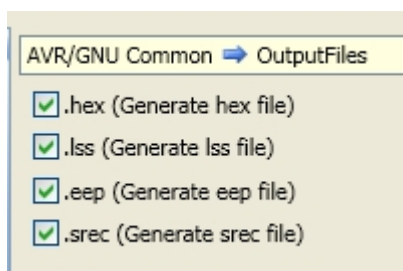 AVR/GNU Common ➡ OutputFiles
.hex (Generate hex file)
.lss (Generate lss file)
.eep (Generate eep file)
.srec (Generate srec file)